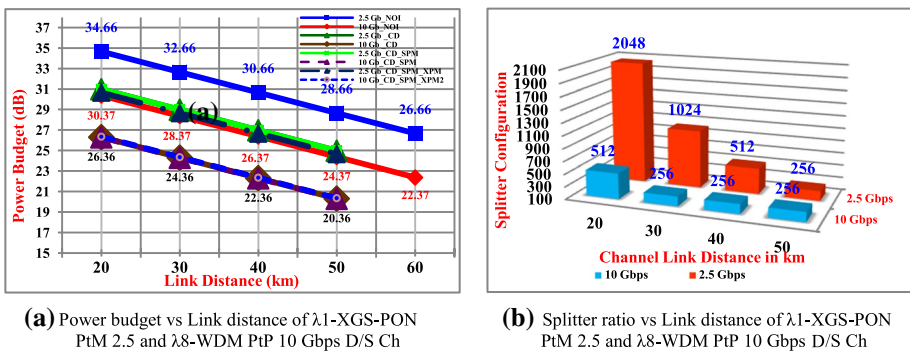 37
35
33
31
29
27
25
23
21
19
17
15
Power Budget (dB)
34.66
32.66
30.66
28.66
26.66
2.5 Gb_NOI
10 Gb_NOI
2.5 Gb _CD
10 Gb _CD
2.5 Gb_CD_SPM
10 Gb_CD_SPM
2.5 Gb_CD_SPM_XPM
10 Gb_CD_SPM_XPM2
(a)
30.37
28.37
26.37
24.37
22.37
26.36
24.36
22.36
20.36
20 30 40 50 60
Link Distance (km)
(a) Power budget vs Link distance of λ1-XGS-PON
PtM 2.5 and λ8-WDM PtP 10 Gbps D/S Ch
Splitter Configuration
2100
1900
1700
1500
1300
1100
900
700
500
300
100
2048
1024
512
256
512
256
256
256
2.5 Gbps
10 Gbps
20 30 40 50
Channel Link Distance in km
10 Gbps 2.5 Gbps
(b) Splitter ratio vs Link distance of λ1-XGS-PON
PtM 2.5 and λ8-WDM PtP 10 Gbps D/S Ch